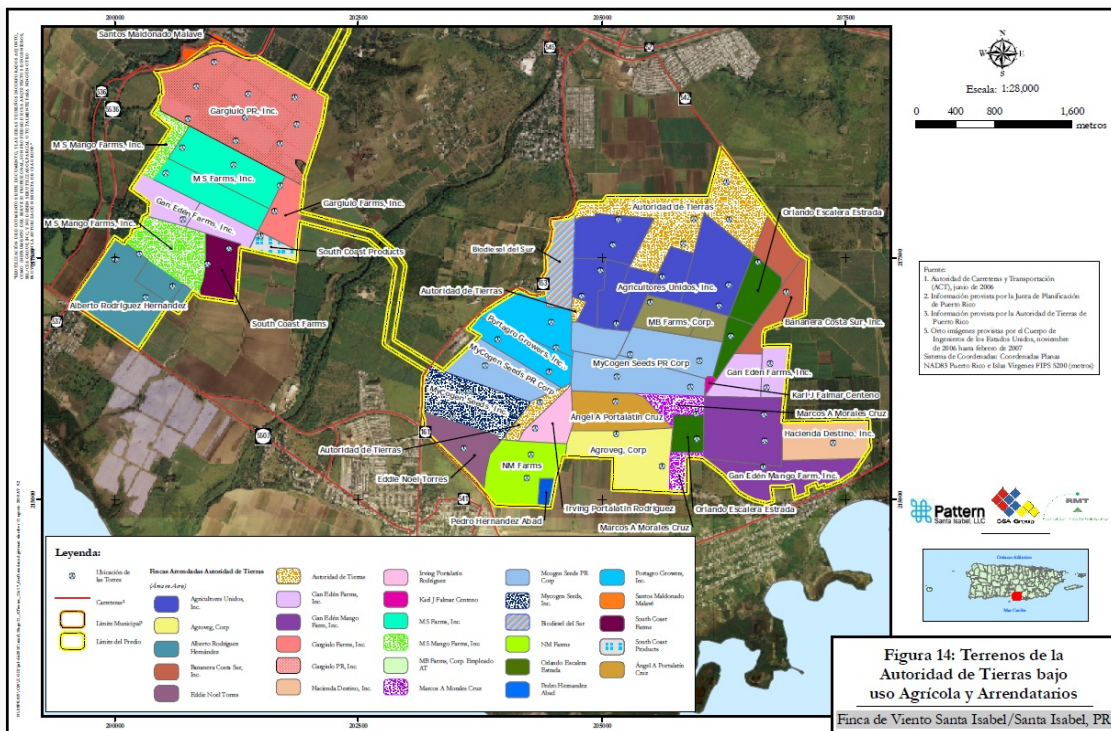 200000
202500
205000
207500
Santos Maldonado Malave
Gargiulo PR, Inc.
M S Mango Farms, Inc.
M S Farms, Inc.
Gan Edén Farms, Inc.
Gargiulo Farms, Inc.
M S Mango Farms, Inc.
South Coast Products
Alberto Rodríguez Hernández
South Coast Farms
Biodiesel del Sur
Autoridad de Tierras
Orlando Escalera Estrada
Agricultores Unidos, Inc.
Autoridad de Tierras
MB Farms, Corp.
Bananera Costa Sur, Inc.
Portagro Growers, Inc.
MyCogen Seeds PR Corp
MyCogen Seeds PR Corp
Gan Edén Farms, Inc.
MyCogen Seeds, Inc.
Karl J Falmar Centeno
Marcos A Morales Cruz
Ángel A Portalatín Cruz
Hacienda Destino, Inc.
Autoridad de Tierras
Agroveg, Corp
NM Farms
Gan Edén Mango Farm, Inc.
Eddie Noel Torres
Irving Portalatín Rodríguez
Orlando Escalera Estrada
Pedro Hernández Abad
Marcos A Morales Cruz
Escala: 1:28,000
0 400 800 1,600
metros
Fuente:
1. Autoridad de Carreteras y Transportación
(ACT), junio de 2006
2. Información provista por la Junta de Planificación
de Puerto Rico
3. Información provista por la Autoridad de Tierras de
Puerto Rico
5. Orto imágenes provistas por el Cuerpo de
Ingenieros de los Estados Unidos, noviembre
de 2006 hasta febrero de 2007
Sistema de Coordenadas: Coordenadas Planas
NAD83 Puerto Rico e Islas Vírgenes FIPS 5200 (metros)
Pattern
Santa Isabel, LLC
CSA Group
RMT
Océano Atlántico
Mar Caribe
Leyenda:
Ubicación de
las Tierras
Carreteras
Límite Municipal
Límite del Predio
Fincas Arrendadas Autoridad de Tierras
Agricultores Unidos,
Inc.
Agroveg, Corp
Alberto Rodríguez
Hernández
Bananera Costa Sur,
Inc.
Eddie Noel Torres
Autoridad de Tierras
Gan Edén Farms,
Inc.
Gan Edén Mango
Farm, Inc.
Gargiulo Farms, Inc.
Gargiulo PR, Inc.
Hacienda Destino, Inc.
Irving Portalatín
Rodríguez
Karl J Falmar Centeno
M S Farms, Inc.
M S Mango Farms, Inc
MB Farms, Corp. Empleado
AT
Marcos A Morales Cruz
Mycogen Seeds PR
Corp
Mycogen Seeds,
Inc.
Biodiesel del Sur
NM Farms
Orlando Escalera
Estrada
Pedro Hernandez
Abad
Portagro Growers,
Inc.
Santos Maldonado
Malavé
South Coast
Farms
South Coast
Products
Ángel A Portalatín
Cruz
Figura 14: Terrenos de la
Autoridad de Tierras bajo
uso Agrícola y Arrendatarios
Finca de Viento Santa Isabel/Santa Isabel, PR